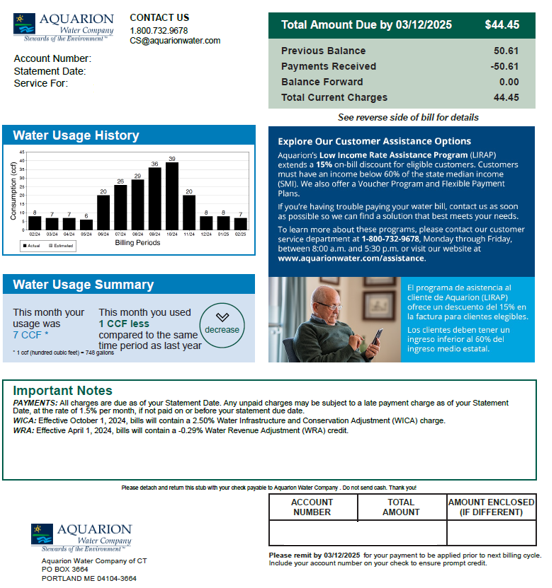 AQUARION
Water Company
Stewards of the Environment™
CONTACT US
1.800.732.9678
CS@aquarionwater.com
Account Number:
Statement Date:
Service For:
Total Amount Due by 03/12/2025 $44.45
Previous Balance 50.61
Payments Received -50.61
Balance Forward 0.00
Total Current Charges 44.45
See reverse side of bill for details
Water Usage History
Consumption (ccf)
45
40
35
30
25
20
15
10
5
0
8 7 7 6 20 26 29 36 39 20 8 8 7
02/24 03/24 04/24 05/24 06/24 07/24 08/24 09/24 10/24 11/24 12/24 01/25 02/25
Billing Periods
Actual Estimated
Explore Our Customer Assistance Options
Aquarion's Low Income Rate Assistance Program (LIRAP)
extends a 15% on-bill discount for eligible customers. Customers
must have an income below 60% of the state median income
(SMI). We also offer a Voucher Program and Flexible Payment
Plans.
If you're having trouble paying your water bill, contact us as soon
as possible so we can find a solution that best meets your needs.
To learn more about these programs, please contact our customer
service department at 1-800-732-9678, Monday through Friday,
between 8:00 a.m. and 5:30 p.m. or visit our website at
www.aquarionwater.com/assistance.
Water Usage Summary
This month your
usage was
7 CCF *
This month you used
1 CCF less
compared to the same
time period as last year
decrease
* 1 ccf (hundred cubic feet) = 748 gallons
El programa de asistencia al
cliente de Aquarion (LIRAP)
ofrece un descuento del 15% en
la factura para clientes elegibles.
Los clientes deben tener un
ingreso inferior al 60% del
ingreso medio estatal.
Important Notes
PAYMENTS: All charges are due as of your Statement Date. Any unpaid charges may be subject to a late payment charge as of your Statement
Date, at the rate of 1.5% per month, if not paid on or before your statement due date.
WICA: Effective October 1, 2024, bills will contain a 2.50% Water Infrastructure and Conservation Adjustment (WICA) charge.
WRA: Effective April 1, 2024, bills will contain a -0.29% Water Revenue Adjustment (WRA) credit.
Please detach and return this stub with your check payable to Aquarion Water Company . Do not send cash. Thank you!
ACCOUNT
NUMBER
TOTAL
AMOUNT
AMOUNT ENCLOSED
(IF DIFFERENT)
AQUARION
Water Company
Stewards of the Environment™
Aquarion Water Company of CT
PO BOX 3664
PORTLAND ME 04104-3664
Please remit by 03/12/2025 for your payment to be applied prior to next billing cycle.
Include your account number on your check to ensure prompt credit.